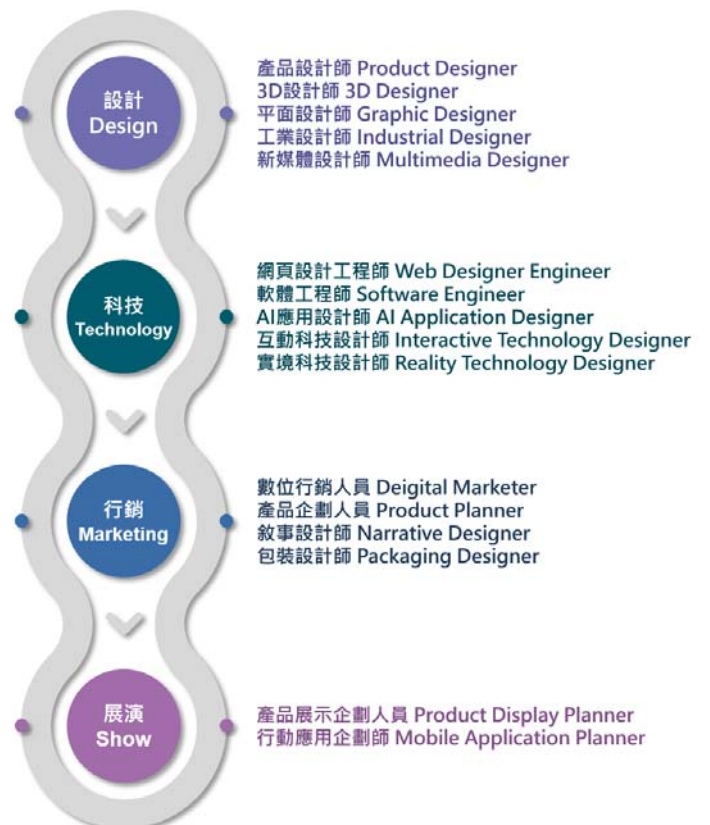 設計
Design
產品設計師 Product Designer
3D設計師 3D Designer
平面設計師 Graphic Designer
工業設計師 Industrial Designer
新媒體設計師 Multimedia Designer
科技
Technology
網頁設計工程師 Web Designer Engineer
軟體工程師 Software Engineer
AI應用設計師 AI Application Designer
互動科技設計師 Interactive Technology Designer
實境科技設計師 Reality Technology Designer
行銷
Marketing
數位行銷人員 Deigital Marketer
產品企劃人員 Product Planner
敘事設計師 Narrative Designer
包裝設計師 Packaging Designer
展演
Show
產品展示企劃人員 Product Display Planner
行動應用企劃師 Mobile Application Planner